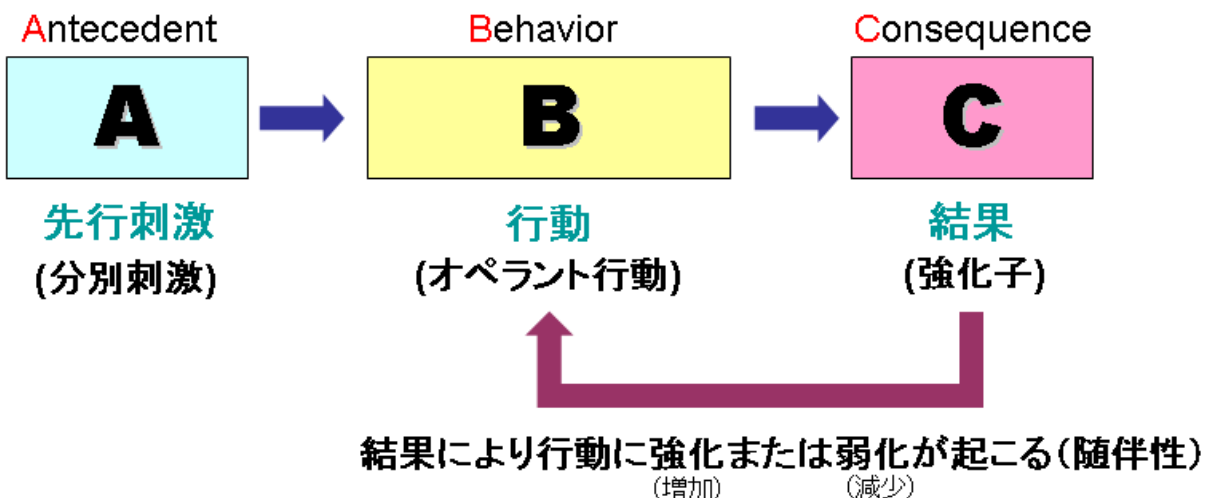 Antecedent Behavior Consequence
A B C
先行刺激 行動 結果
(分別刺激) (オペラント行動) (強化子)
結果により行動に強化または弱化が起こる(随伴性)
(増加) (減少)